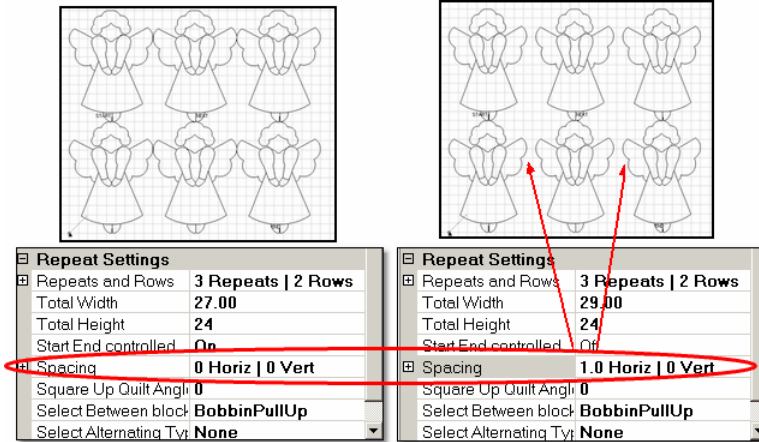 START
NEXT
START
NEXT
Repeat Settings
Repeats and Rows 3 Repeats | 2 Rows
Total Width 27.00
Total Height 24
Start End controlled On
Spacing 0 Horiz | 0 Vert
Square Up Quilt Angl 0
Select Between block BobbinPullUp
Select Alternating Ty None
Repeat Settings
Repeats and Rows 3 Repeats | 2 Rows
Total Width 29.00
Total Height 24
Start End controlled Off
Spacing 1.0 Horiz | 0 Vert
Square Up Quilt Angl 0
Select Between block BobbinPullUp
Select Alternating Ty None